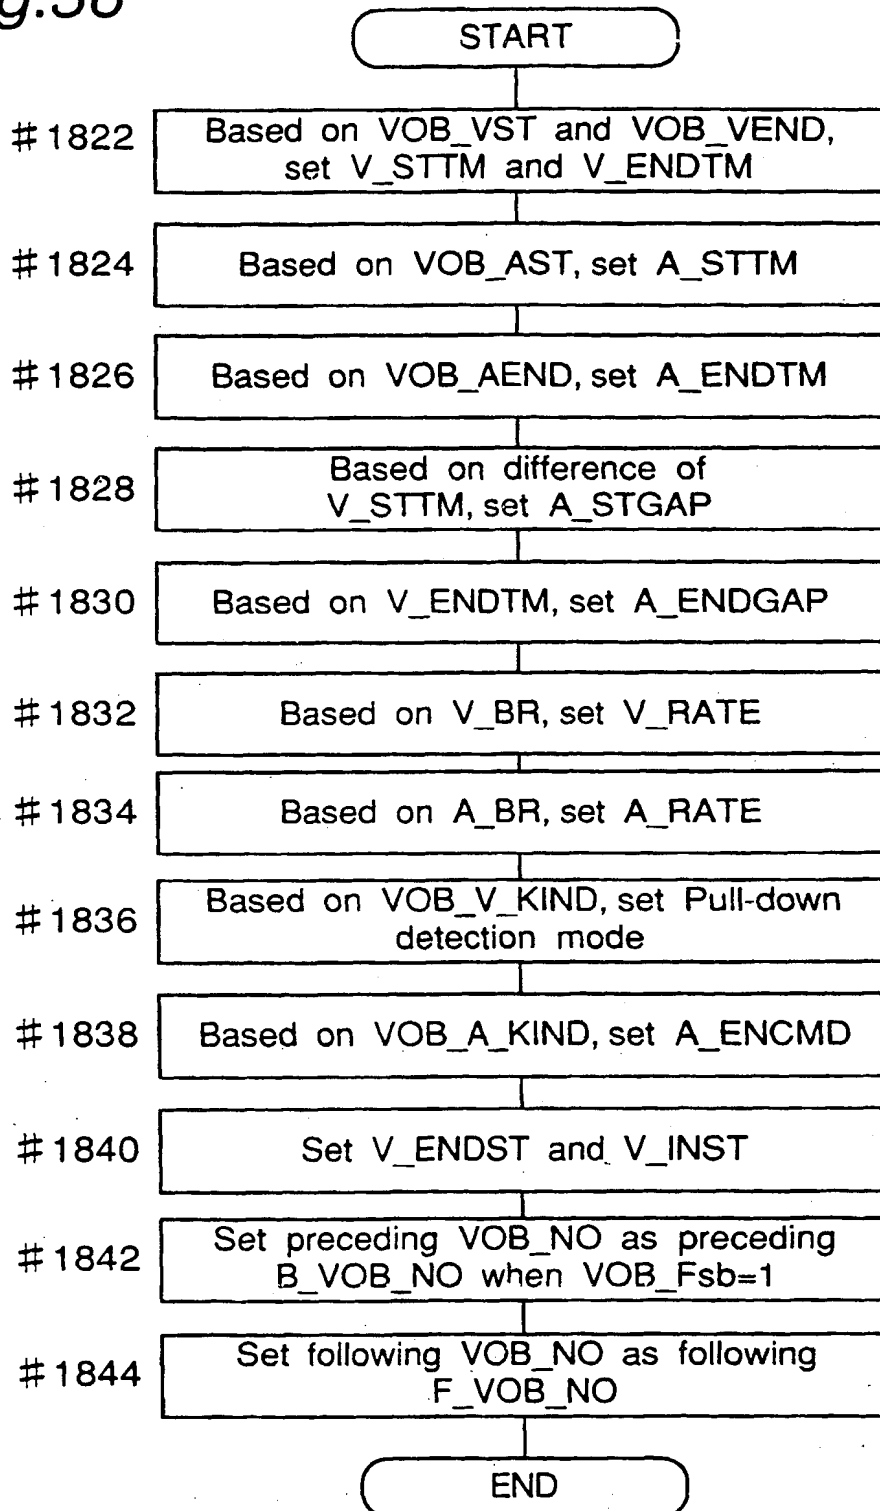 g.38
START
#1822
Based on VOB_VST and VOB_VEND,
set V_STTM and V_ENDTM
#1824
Based on VOB_AST, set A_STTM
#1826
Based on VOB_AEND, set A_ENDTM
#1828
Based on difference of
V_STTM, set A_STGAP
#1830
Based on V_ENDTM, set A_ENDGAP
#1832
Based on V_BR, set V_RATE
#1834
Based on A_BR, set A_RATE
#1836
Based on VOB_V_KIND, set Pull-down
detection mode
#1838
Based on VOB_A_KIND, set A_ENCMD
#1840
Set V_ENDST and V_INST
#1842
Set preceding VOB_NO as preceding
B_VOB_NO when VOB_Fsb=1
#1844
Set following VOB_NO as following
F_VOB_NO
END